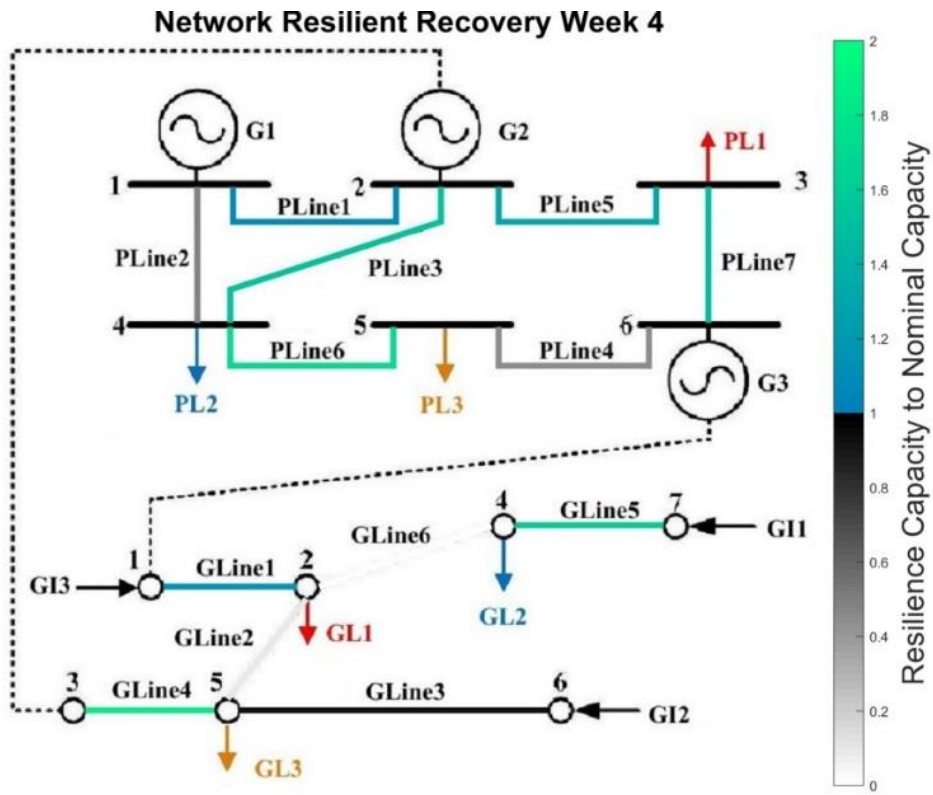 Network Resilient Recovery Week 4
G1
G2
PL1
1
2
3
PLine1
PLine5
PLine2
PLine3
PLine7
4
5
6
PLine6
PLine4
G3
PL2
PL3
4
7
GLine5
GLine6
GI1
1
2
GLine1
GI3
GL2
GL1
GLine2
3
5
6
GLine4
GLine3
GI2
GL3
2
1.8
1.6
1.4
1.2
1
0.8
0.6
0.4
0.2
0
Resilience Capacity to Nominal Capacity